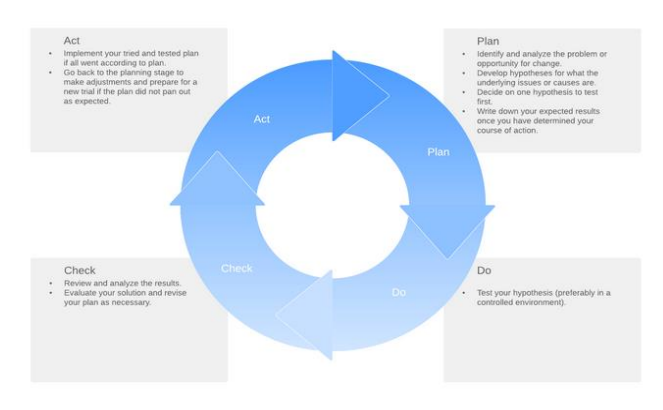 Act
• Implement your tried and tested plan
if all went according to plan.
• Go back to the planning stage to
make adjustments and prepare for a
new trial if the plan did not pan out
as expected.
Plan
• Identify and analyze the problem or
opportunity for change.
• Develop hypotheses for what the
underlying issues or causes are.
• Decide on one hypothesis to test
first.
• Write down your expected results
once you have determined your
course of action.
Act
Plan
Check
Do
Check
• Review and analyze the results.
• Evaluate your solution and revise
your plan as necessary.
Do
• Test your hypothesis (preferably in a
controlled environment).